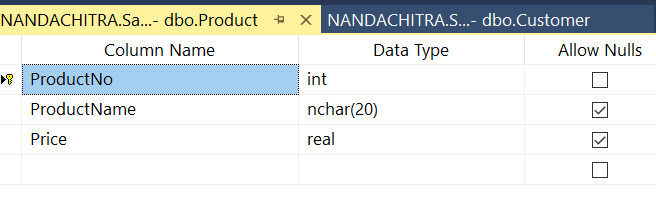 NANDACHITRA.Sa...- dbo.Product NANDACHITRA.S...- dbo.Customer
Column Name Data Type Allow Nulls
ProductNo int
ProductName nchar(20)
Price real